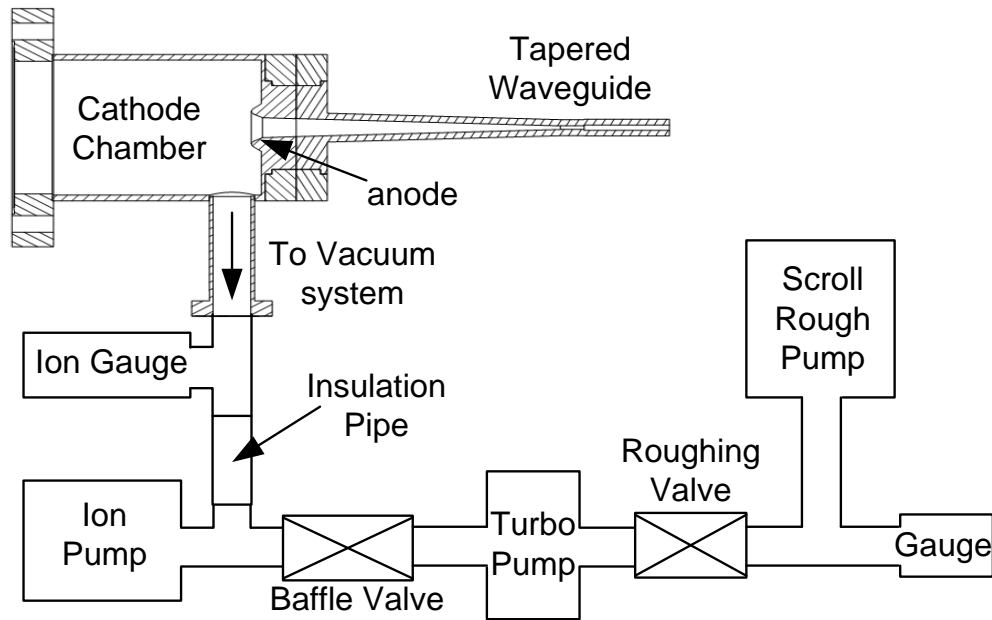 Tapered
Waveguide
Cathode
Chamber
anode
To Vacuum
system
Scroll
Rough
Pump
Ion Gauge
Insulation
Pipe
Roughing
Valve
Ion
Pump
Turbo
Pump
Gauge
Baffle Valve